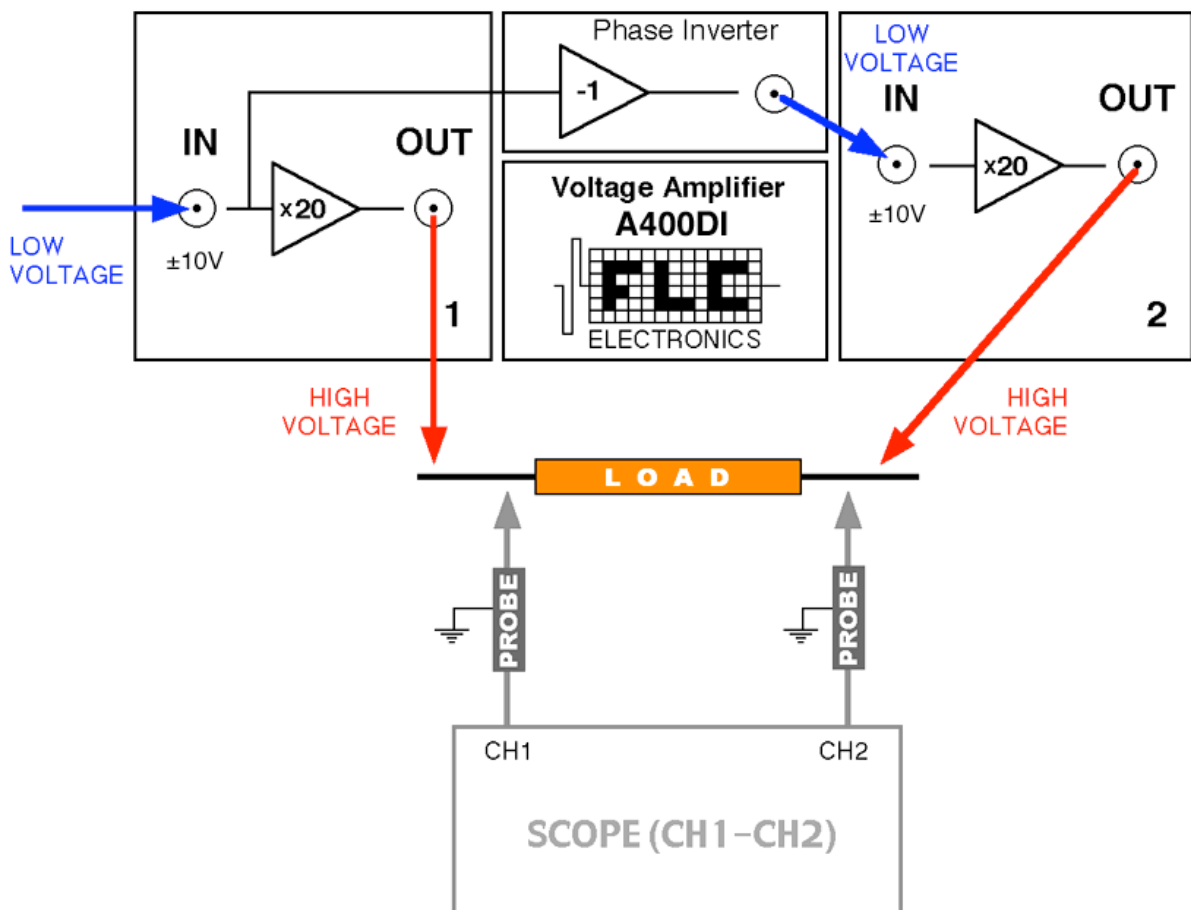 Phase Inverter
-1
LOW
VOLTAGE
IN
OUT
x20
±10V
LOW
VOLTAGE
1
Voltage Amplifier
A400DI
FLC
ELECTRONICS
IN
OUT
x20
±10V
2
HIGH
VOLTAGE
HIGH
VOLTAGE
LOAD
PROBE
PROBE
CH1
CH2
SCOPE (CH1-CH2)